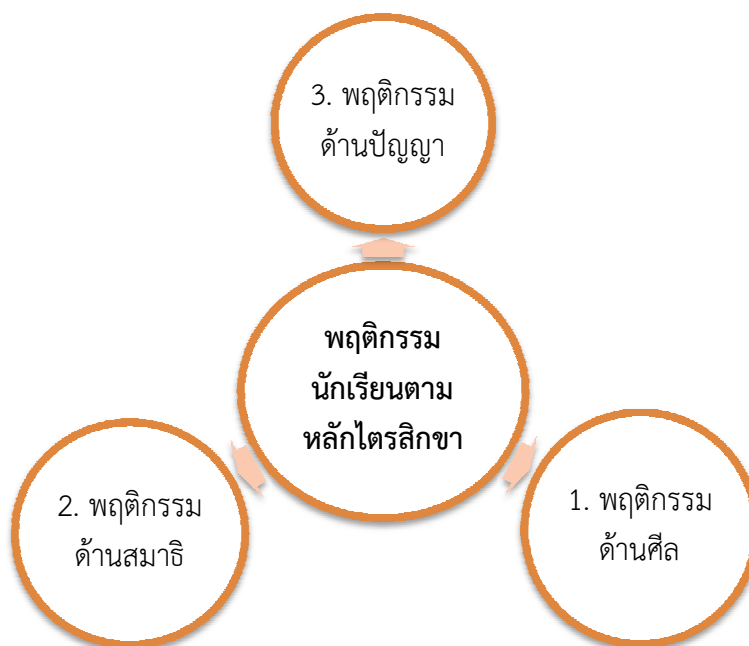 3. พฤติกรรม
ด้านปัญญา
พฤติกรรม
นักเรียนตาม
หลักไตรสิกขา
2. พฤติกรรม
ด้านสมาธิ
1. พฤติกรรม
ด้านศีล